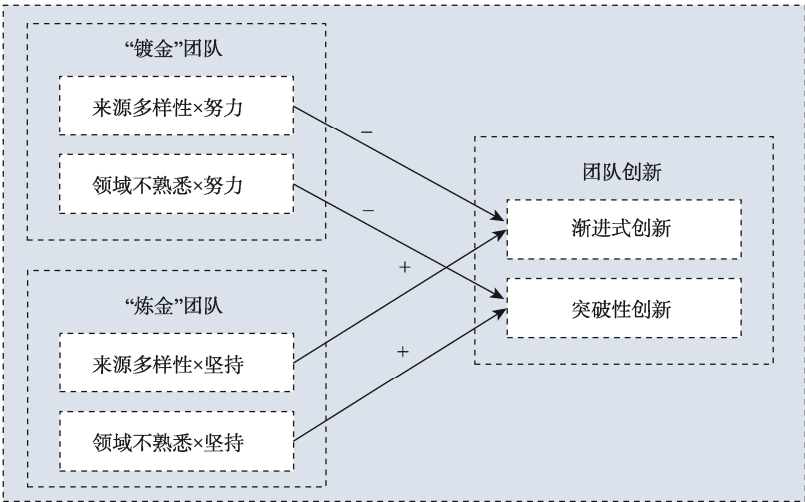 “镀金”团队
来源多样性×努力
领域不熟悉×努力
“炼金”团队
来源多样性×坚持
领域不熟悉×坚持
−
−
+
+
团队创新
渐进式创新
突破性创新